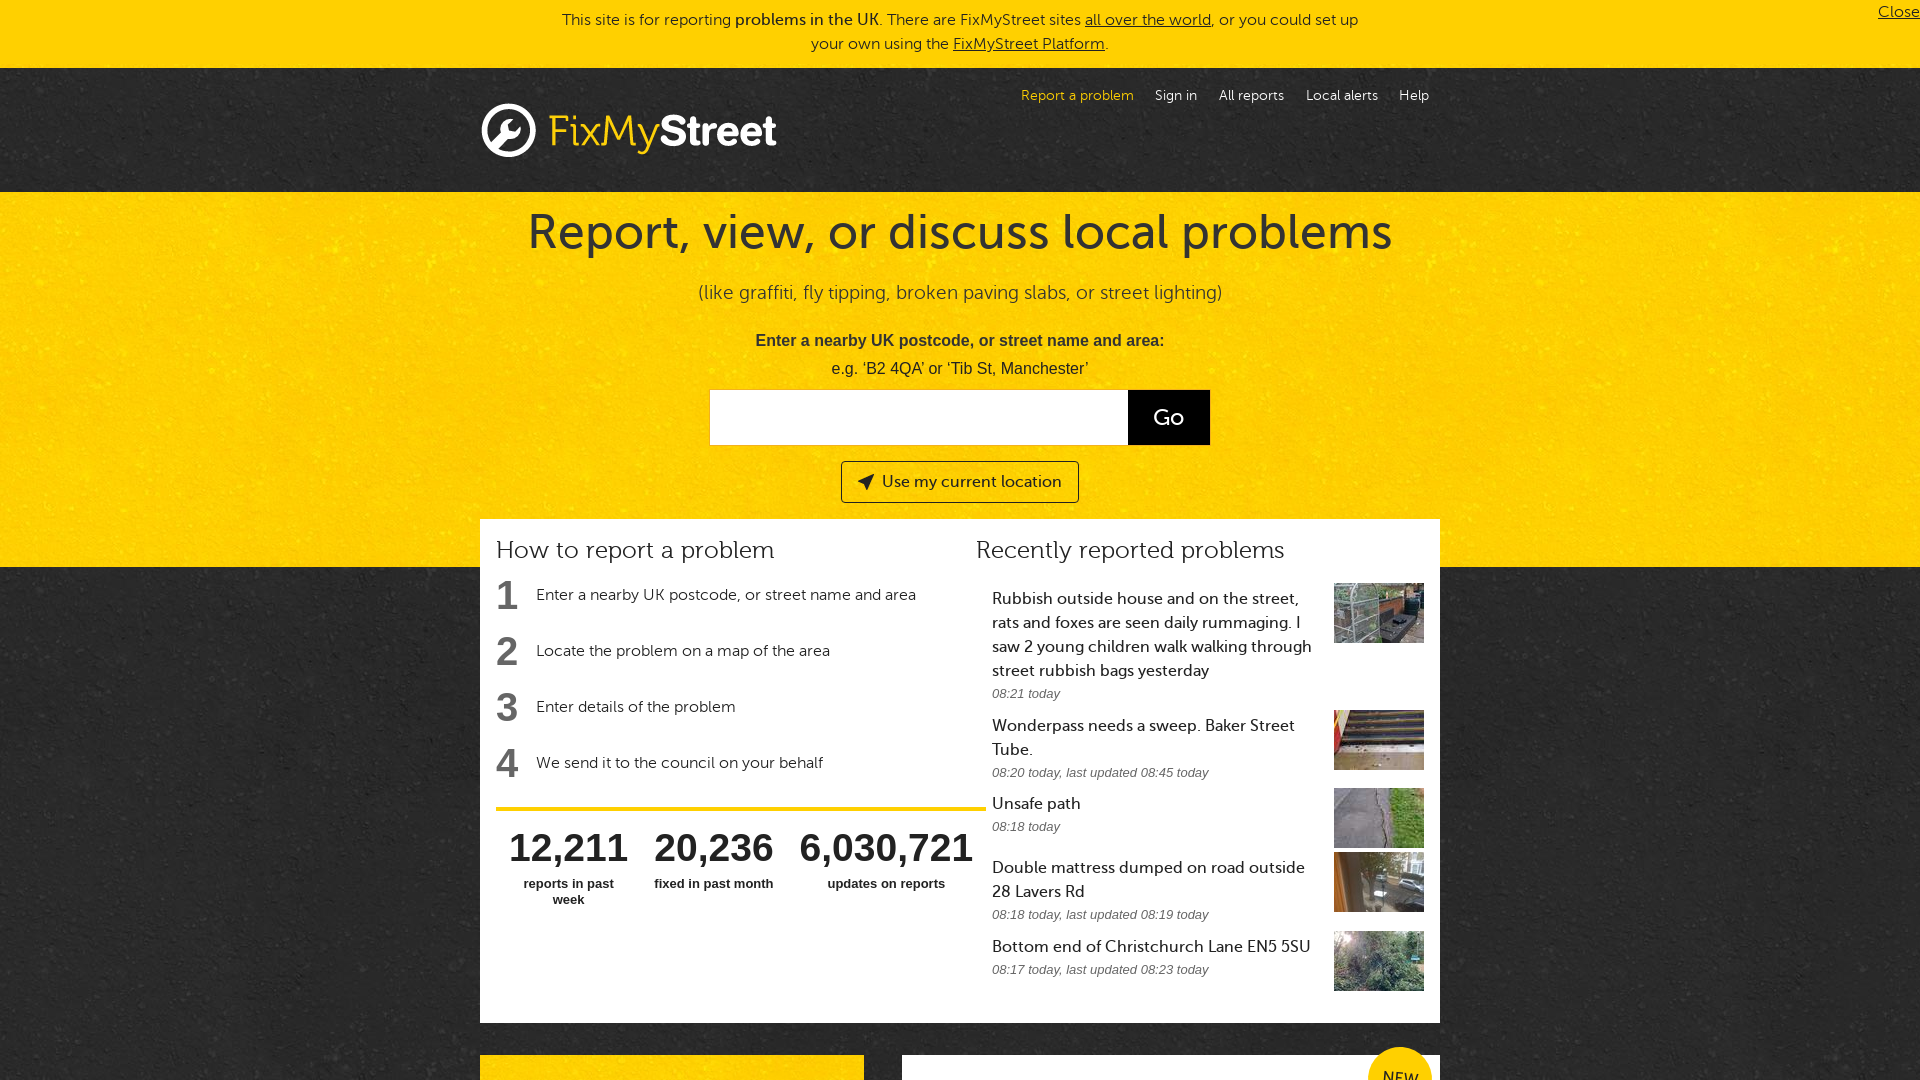 This site is for reporting problems in the UK. There are FixMyStreet sites all over the world, or you could set up
your own using the FixMyStreet Platform.
Close
Report a problem
Sign in
All reports
Local alerts
Help
FixMyStreet
Report, view, or discuss local problems
(like graffiti, fly tipping, broken paving slabs, or street lighting)
Enter a nearby UK postcode, or street name and area:
e.g. ‘B2 4QA’ or ‘Tib St, Manchester’
Go
Use my current location
How to report a problem
1 Enter a nearby UK postcode, or street name and area
2 Locate the problem on a map of the area
3 Enter details of the problem
4 We send it to the council on your behalf
12,211
reports in past
week
20,236
fixed in past month
6,030,721
updates on reports
Recently reported problems
Rubbish outside house and on the street,
rats and foxes are seen daily rummaging. I
saw 2 young children walk walking through
street rubbish bags yesterday
08:21 today
Wonderpass needs a sweep. Baker Street
Tube.
08:20 today, last updated 08:45 today
Unsafe path
08:18 today
Double mattress dumped on road outside
28 Lavers Rd
08:18 today, last updated 08:19 today
Bottom end of Christchurch Lane EN5 5SU
08:17 today, last updated 08:23 today
NEW